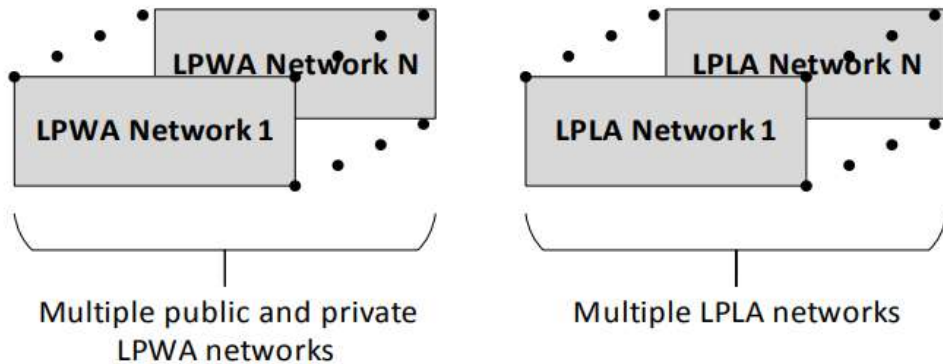 LPWA Network N
LPWA Network 1
Multiple public and private
LPWA networks
LPLA Network N
LPLA Network 1
Multiple LPLA networks